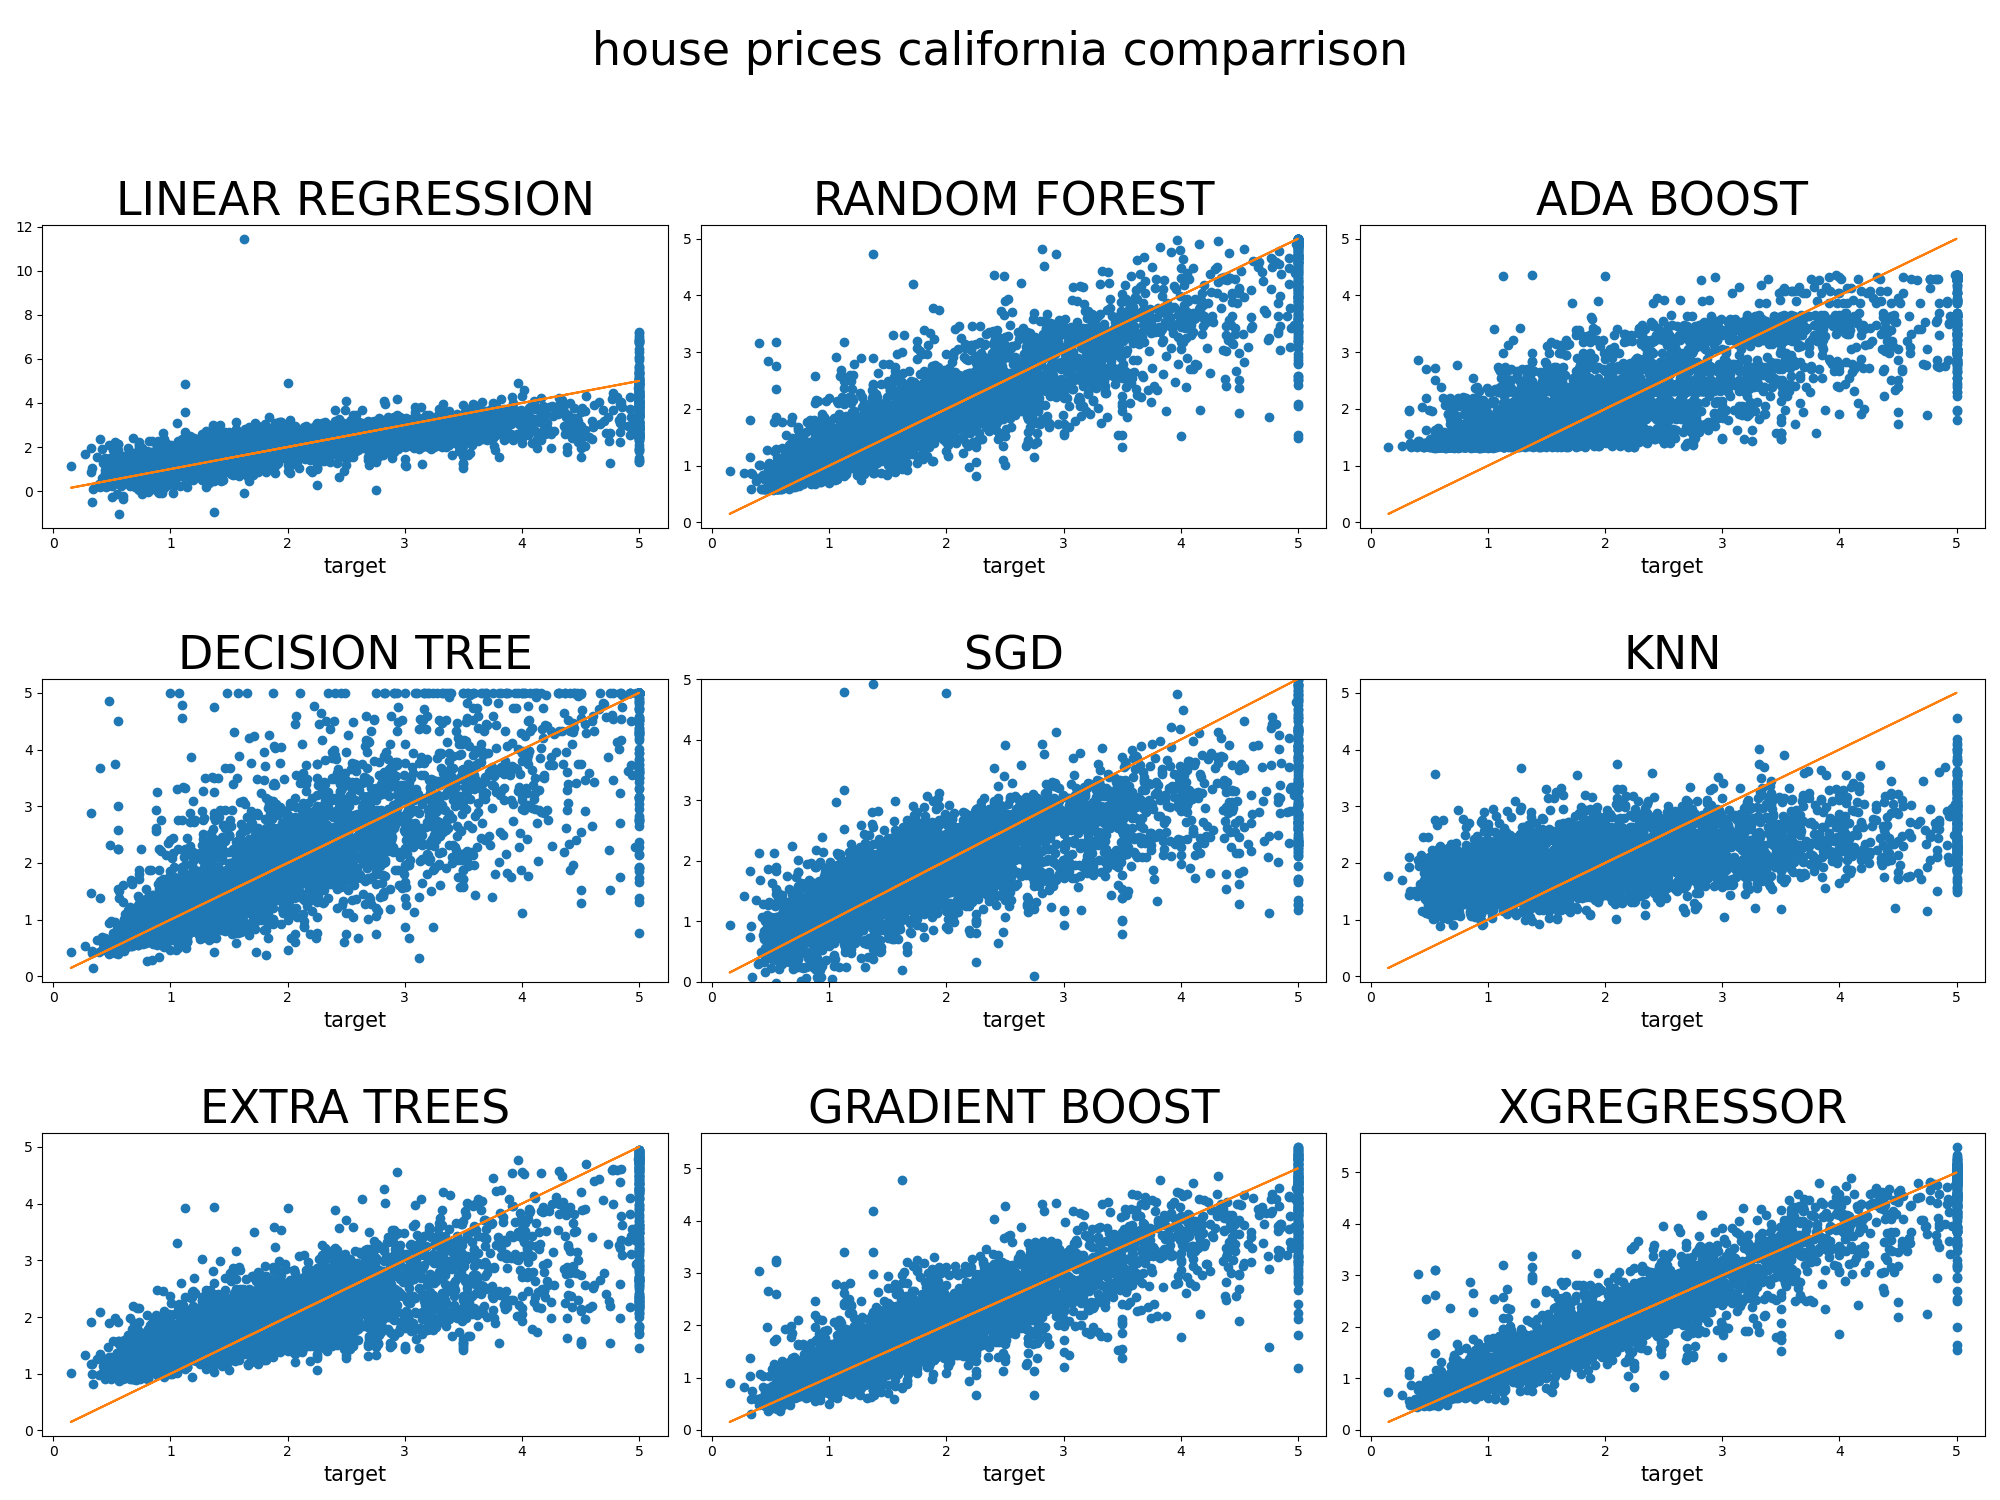 house prices california comparrison
LINEAR REGRESSION
RANDOM FOREST
ADA BOOST
12
10
8
6
4
2
0
0 1 2 3 4 5
target
5
4
3
2
1
0
0 1 2 3 4 5
target
5
4
3
2
1
0
0 1 2 3 4 5
target
DECISION TREE
SGD
KNN
5
4
3
2
1
0
0 1 2 3 4 5
target
5
4
3
2
1
0
0 1 2 3 4 5
target
5
4
3
2
1
0
0 1 2 3 4 5
target
EXTRA TREES
GRADIENT BOOST
XGREGRESSOR
5
4
3
2
1
0
0 1 2 3 4 5
target
5
4
3
2
1
0
0 1 2 3 4 5
target
5
4
3
2
1
0
0 1 2 3 4 5
target